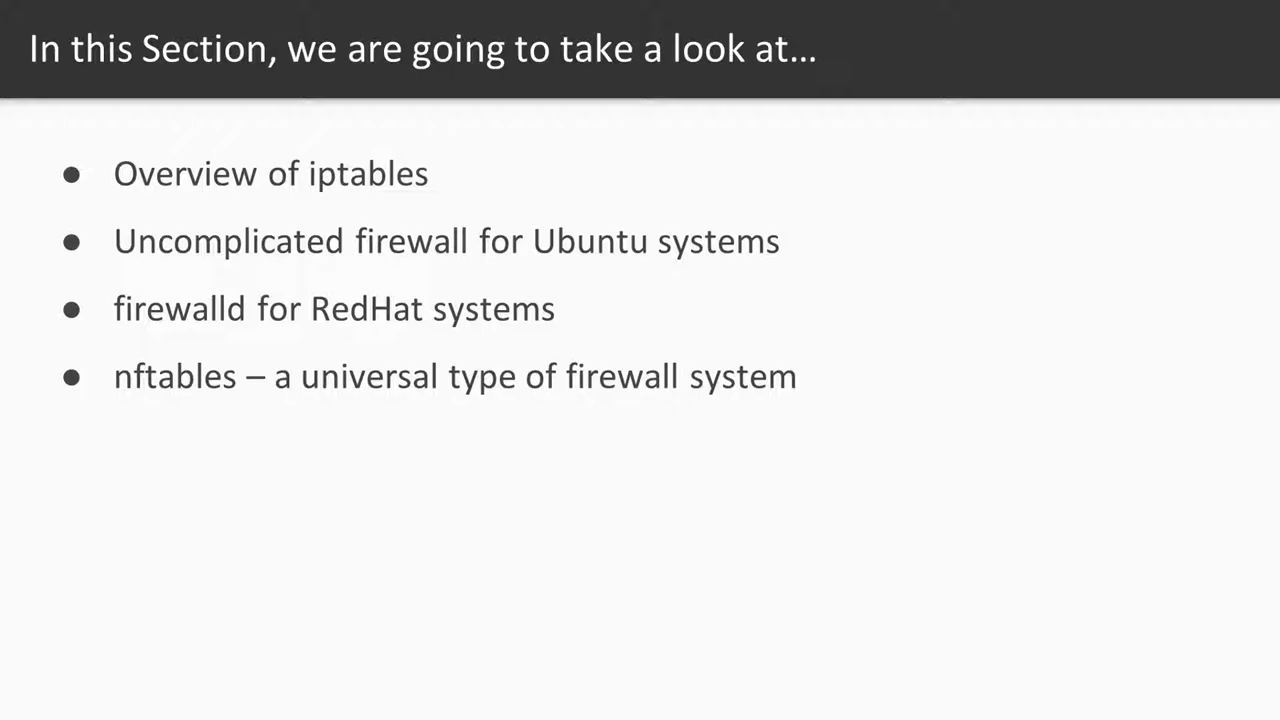 In this Section, we are going to take a look at...
● Overview of iptables
● Uncomplicated firewall for Ubuntu systems
● firewalld for RedHat systems
● nftables – a universal type of firewall system